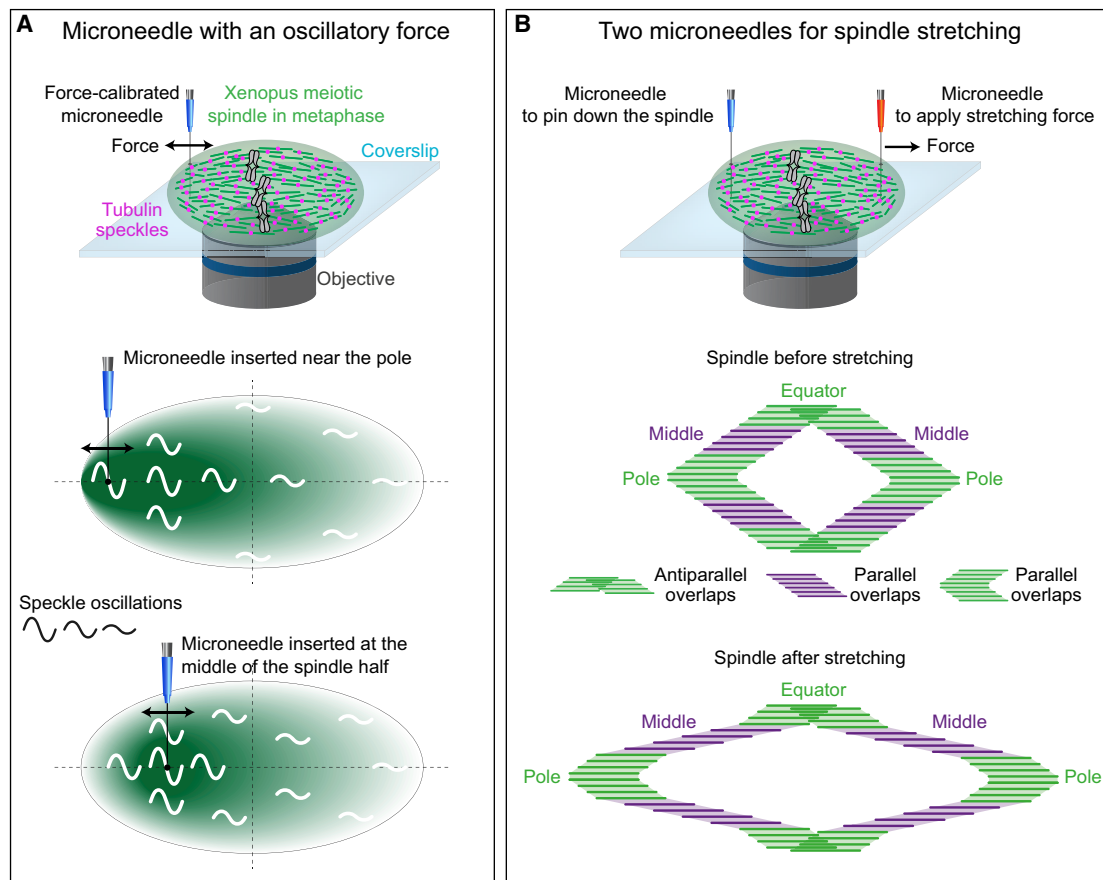 A
Microneedle with an oscillatory force
Force-calibrated
microneedle
Xenopus meiotic
spindle in metaphase
Force
Coverslip
Tubulin
speckles
Objective
Microneedle inserted near the pole
Speckle oscillations
Microneedle inserted at the
middle of the spindle half
B
Two microneedles for spindle stretching
Microneedle
to pin down the spindle
Microneedle
to apply stretching force
Force
Spindle before stretching
Equator
Middle
Middle
Pole
Pole
Antiparallel
overlaps
Parallel
overlaps
Parallel
overlaps
Spindle after stretching
Equator
Middle
Middle
Pole
Pole